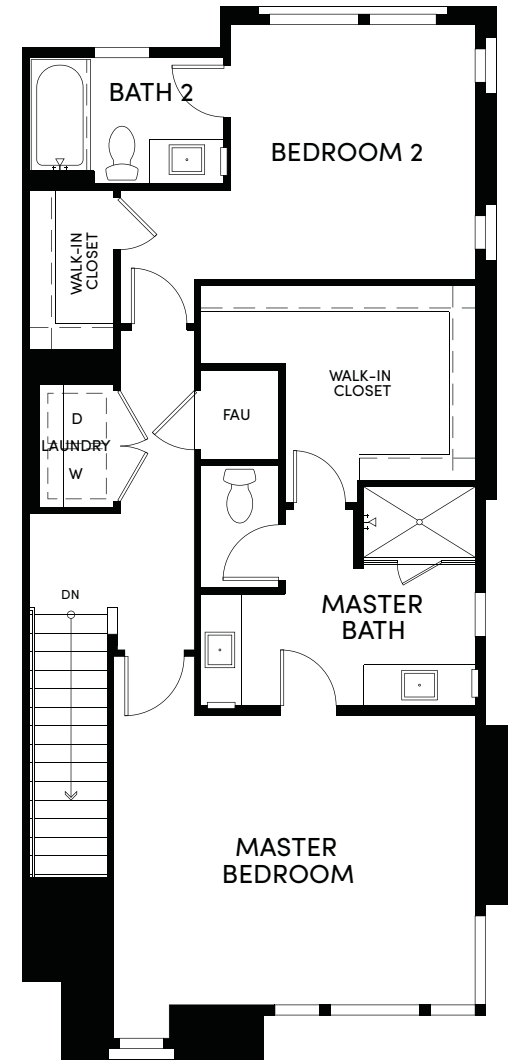 BATH 2
BEDROOM 2
WALK-IN
CLOSET
WALK-IN
CLOSET
FAU
D
LAUNDRY
W
DN
MASTER
BATH
MASTER
BEDROOM